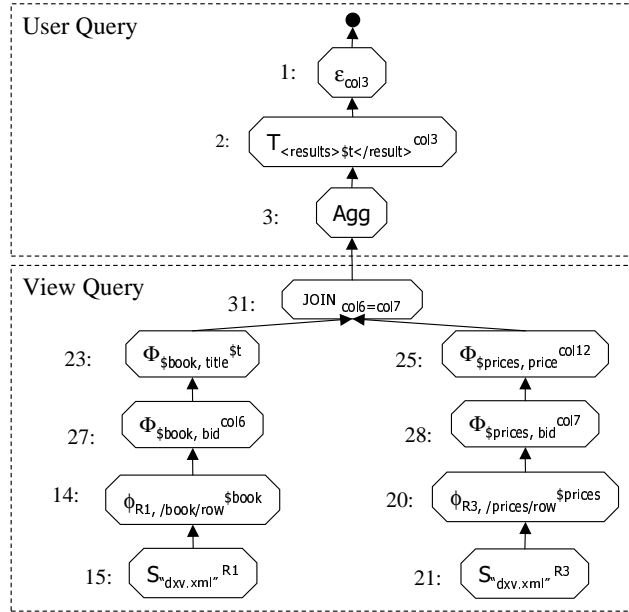 User Query
1: εcol3
2: T<results>$t</result>col3
3: Agg
View Query
31: JOIN col6=col7
23: Φ$book, title$t
25: Φ$prices, pricecol12
27: Φ$book, bidcol6
28: Φ$prices, bidcol7
14: ϕR1, /book/row$book
20: ϕR3, /prices/row$prices
15: S"dxv.xml"R1
21: S"dxv.xml"R3